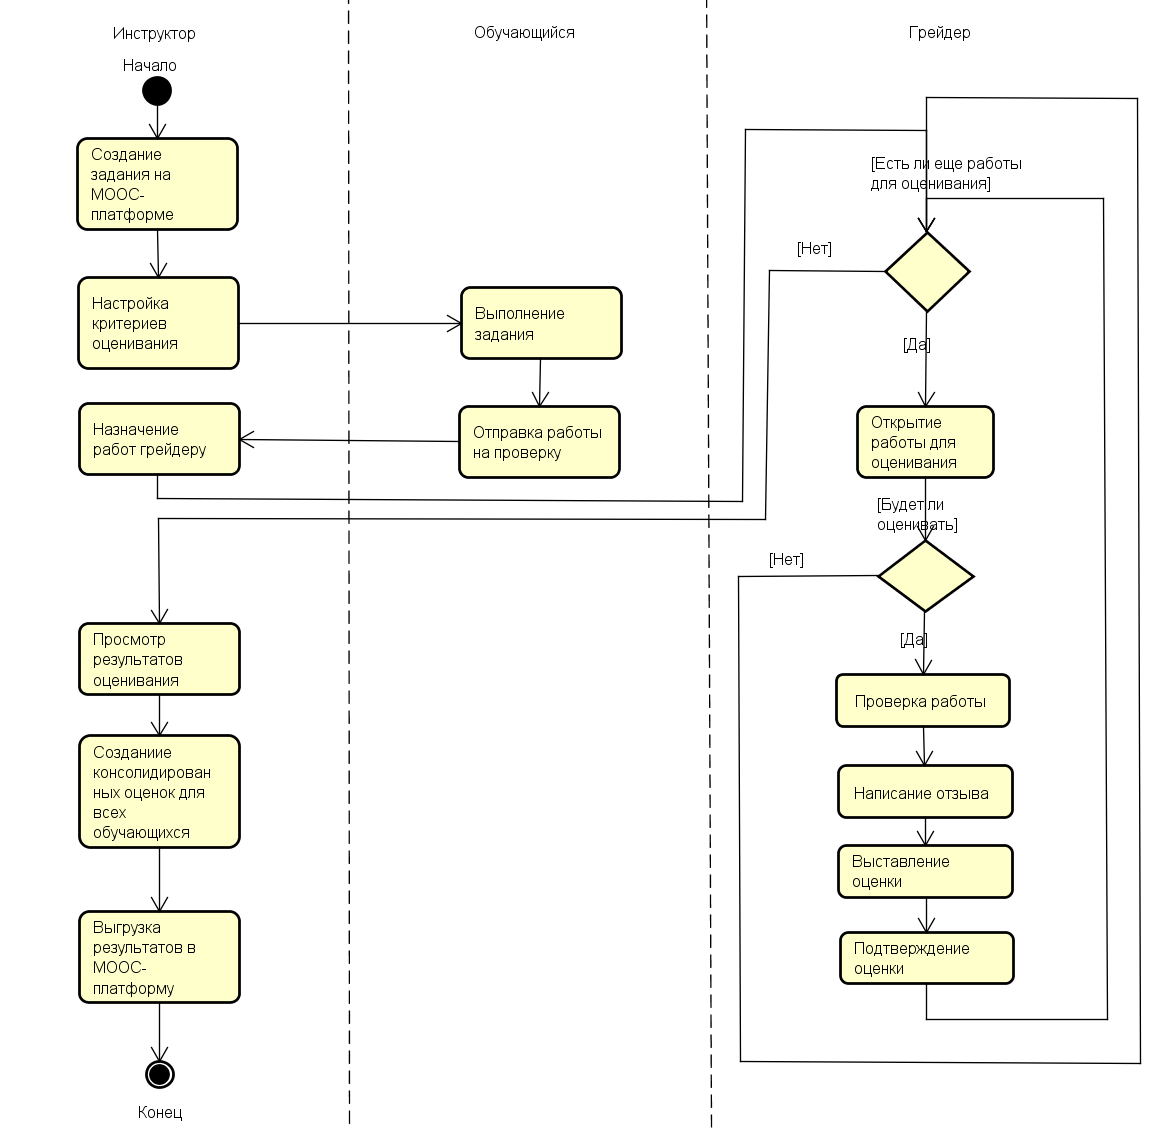 Инструктор
Обучающийся
Грейдер
Начало
Создание
задания на
МООС-
платформе
Настройка
критериев
оценивания
Выполнение
задания
Отправка работы
на проверку
Назначение
работ грейдеру
[Есть ли еще работы
для оценивания]
[Нет]
[Да]
Открытие
работы для
оценивания
[Будет ли
оценивать]
[Нет]
[Да]
Проверка работы
Написание отзыва
Выставление
оценки
Подтверждение
оценки
Просмотр
результатов
оценивания
Созданиие
консолидирован
ных оценок для
всех
обучающихся
Выгрузка
результатов в
МООС-
платформу
Конец